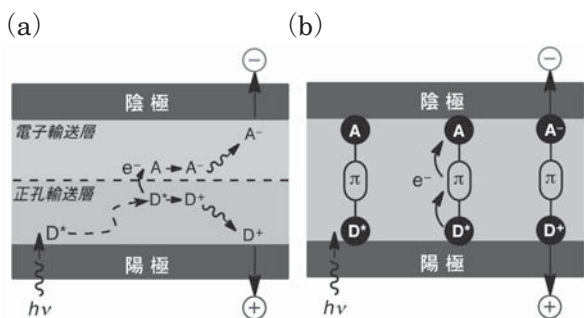 (a)
(b)
⊖
⊖
陰極
陰極
電子輸送層
A⁻
e⁻ A A⁻
正孔輸送層
D* D⁺
D*
D⁺
A
A
A⁻
π
π
π
e⁻
D*
D*
D⁺
陽極
陽極
hν
hν
⊕
⊕